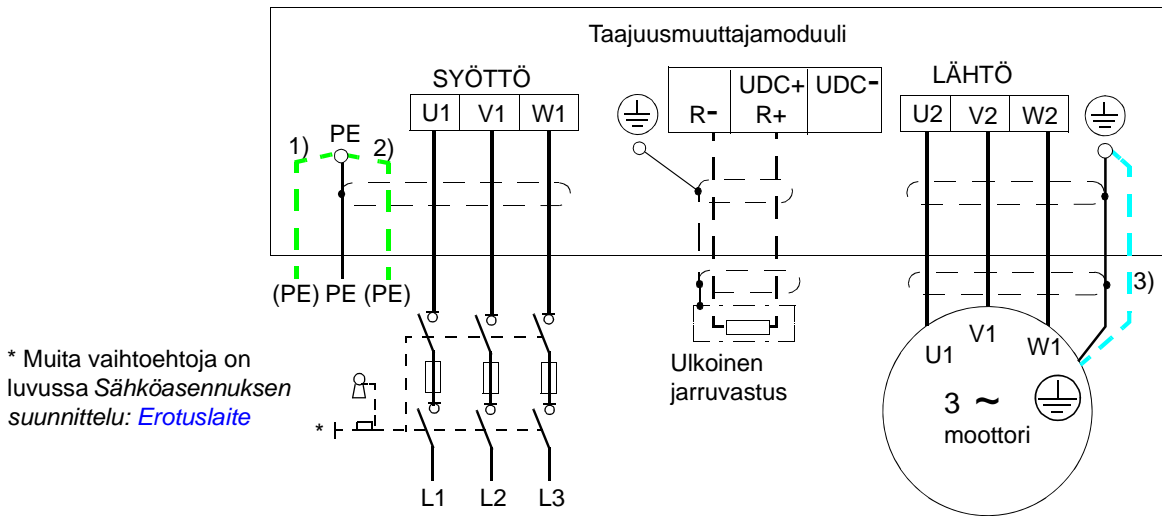 Taajuusmuuttajamoduuli
SYÖTTÖ
U1 V1 W1
UDC+ UDC-
R- R+
LÄHTÖ
U2 V2 W2
1) PE 2)
(PE) PE (PE)
3)
* Muita vaihtoehtoja on
luvussa Sähköasennuksen
suunnittelu: Erotuslaite
*
L1 L2 L3
Ulkoinen
jarruvastus
U1 V1 W1
3 ~
moottori